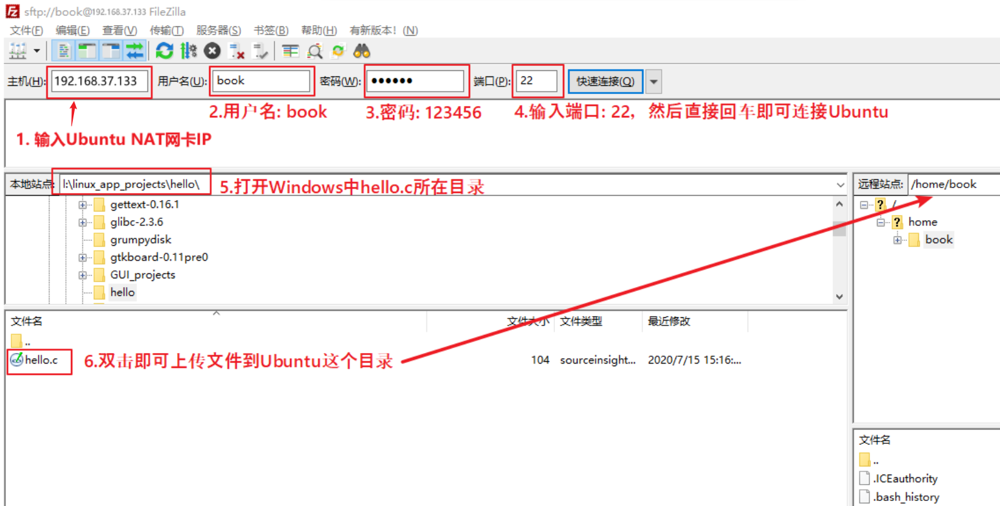 sftp://book@192.168.37.133 FileZilla
文件(F) 编辑(E) 查看(V) 传输(T) 服务器(S) 书签(B) 帮助(H) 有新版本! (N)
主机(H): 192.168.37.133 用户名(U): book 密码(W): ●●●●●● 端口(P): 22 快速连接(Q)
1. 输入Ubuntu NAT网卡IP
2.用户名: book
3.密码: 123456
4.输入端口: 22, 然后直接回车即可连接Ubuntu
本地站点: I:\linux_app_projects\hello\
5.打开Windows中hello.c所在目录
gettext-0.16.1
glibc-2.3.6
grumpydisk
gtkboard-0.11pre0
GUI_projects
hello
远程站点: /home/book
/
home
book
文件名 文件大小 文件类型 最近修改
..
hello.c 104 sourceinsight... 2020/7/15 15:16:...
6.双击即可上传文件到Ubuntu这个目录
文件名
..
.ICEauthority
.bash_history